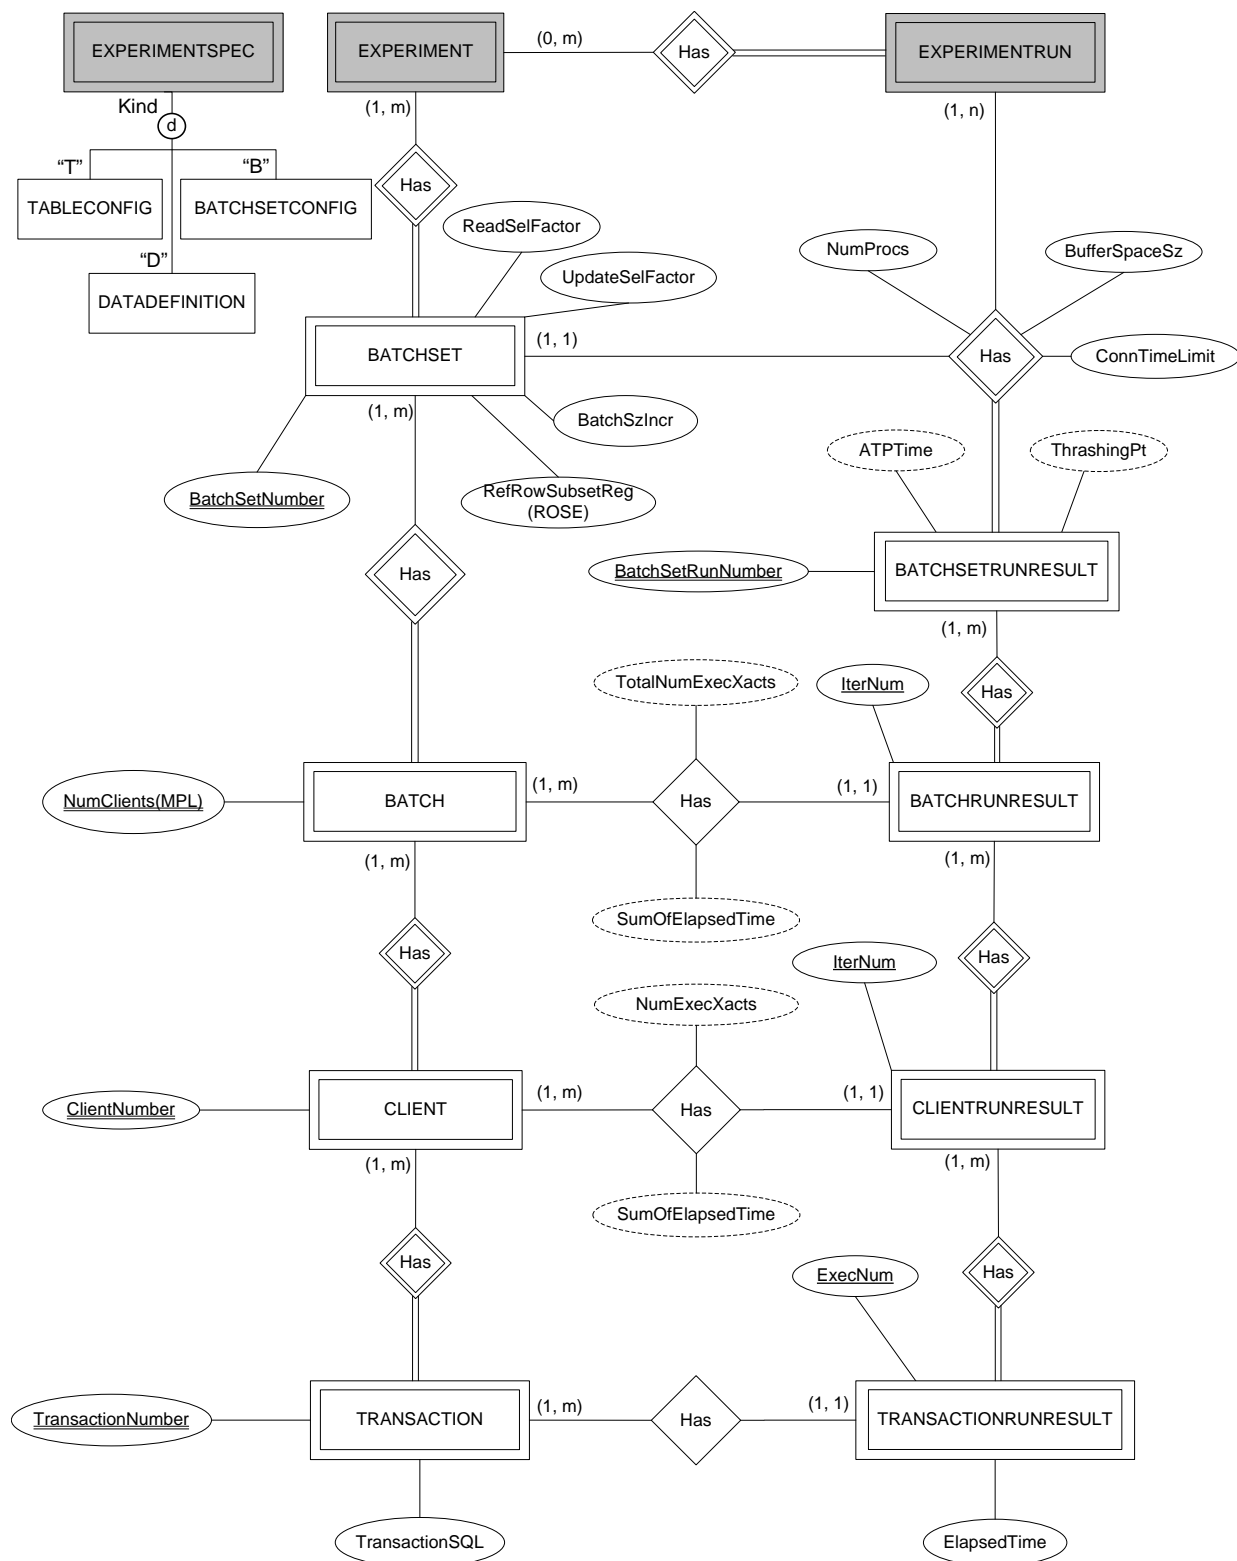 EXPERIMENTSPEC
EXPERIMENT
(0, m)
Has
EXPERIMENTRUN
Kind
(1, m)
(1, n)
d
“T”
“B”
Has
TABLECONFIG
BATCHSETCONFIG
ReadSelFactor
NumProcs
BufferSpaceSz
“D”
UpdateSelFactor
DATADEFINITION
(1, 1)
BATCHSET
Has
ConnTimeLimit
(1, m)
BatchSzIncr
ATPTime
ThrashingPt
BatchSetNumber
RefRowSubsetReg
(ROSE)
Has
BatchSetRunNumber
BATCHSETRUNRESULT
(1, m)
TotalNumExecXacts
IterNum
Has
NumClients(MPL)
BATCH
(1, m)
Has
(1, 1)
BATCHRUNRESULT
(1, m)
(1, m)
SumOfElapsedTime
Has
Has
IterNum
NumExecXacts
ClientNumber
CLIENT
(1, m)
Has
(1, 1)
CLIENTRUNRESULT
(1, m)
(1, m)
SumOfElapsedTime
Has
Has
ExecNum
TransactionNumber
TRANSACTION
(1, m)
Has
(1, 1)
TRANSACTIONRUNRESULT
TransactionSQL
ElapsedTime